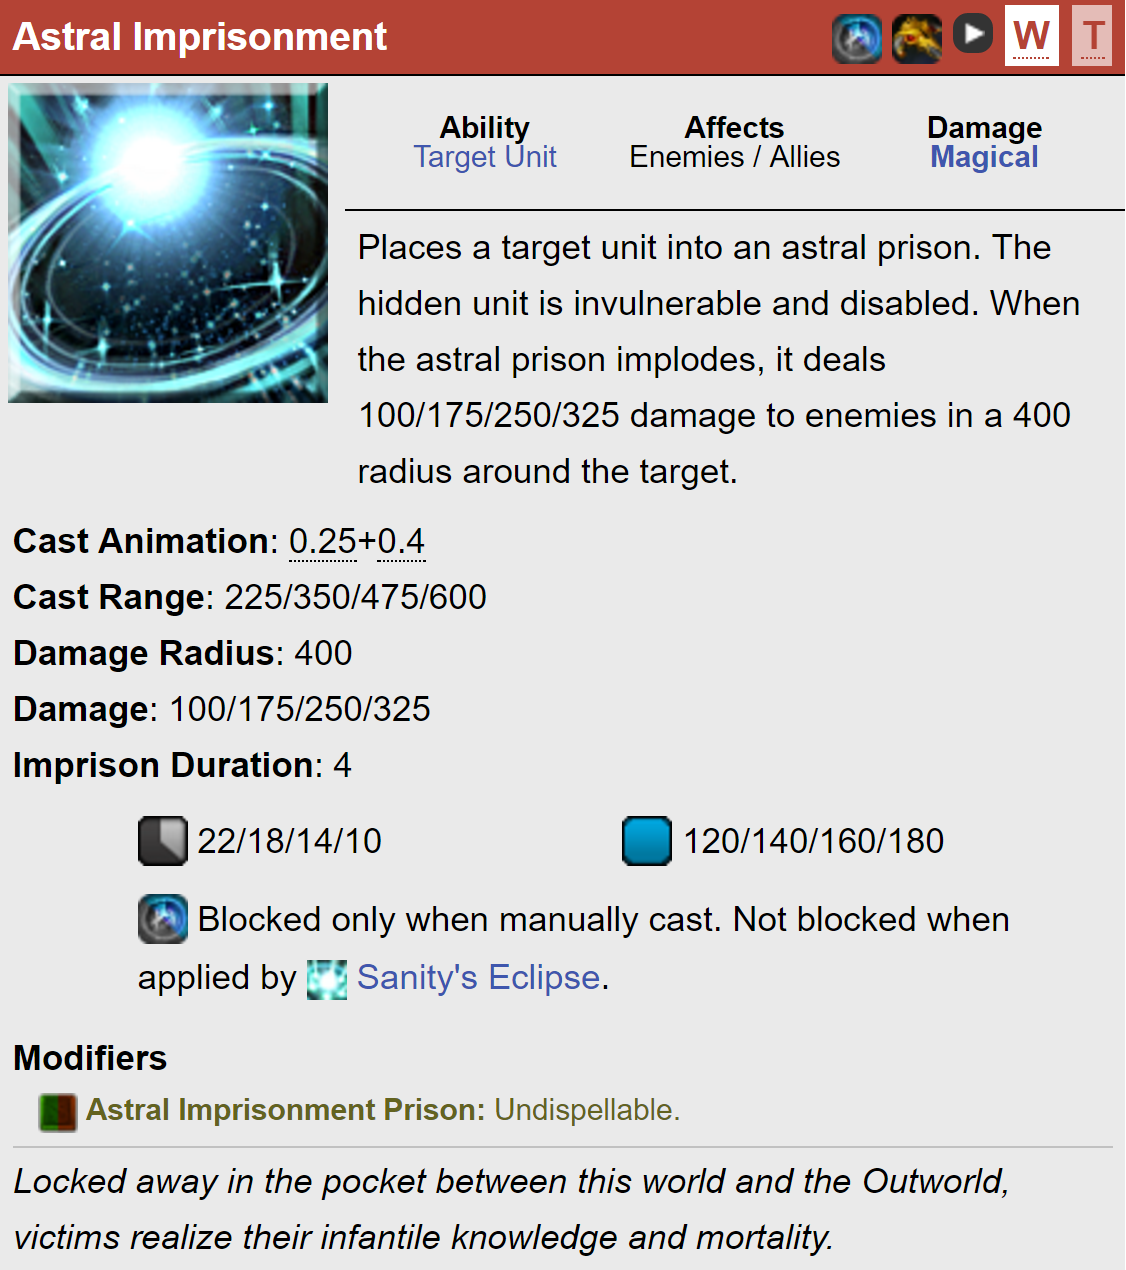 Astral Imprisonment
W T
Ability Affects Damage
Target Unit Enemies / Allies Magical
Places a target unit into an astral prison. The
hidden unit is invulnerable and disabled. When
the astral prison implodes, it deals
100/175/250/325 damage to enemies in a 400
radius around the target.
Cast Animation: 0.25+0.4
Cast Range: 225/350/475/600
Damage Radius: 400
Damage: 100/175/250/325
Imprison Duration: 4
22/18/14/10 120/140/160/180
Blocked only when manually cast. Not blocked when
applied by Sanity's Eclipse.
Modifiers
Astral Imprisonment Prison: Undispellable.
Locked away in the pocket between this world and the Outworld,
victims realize their infantile knowledge and mortality.